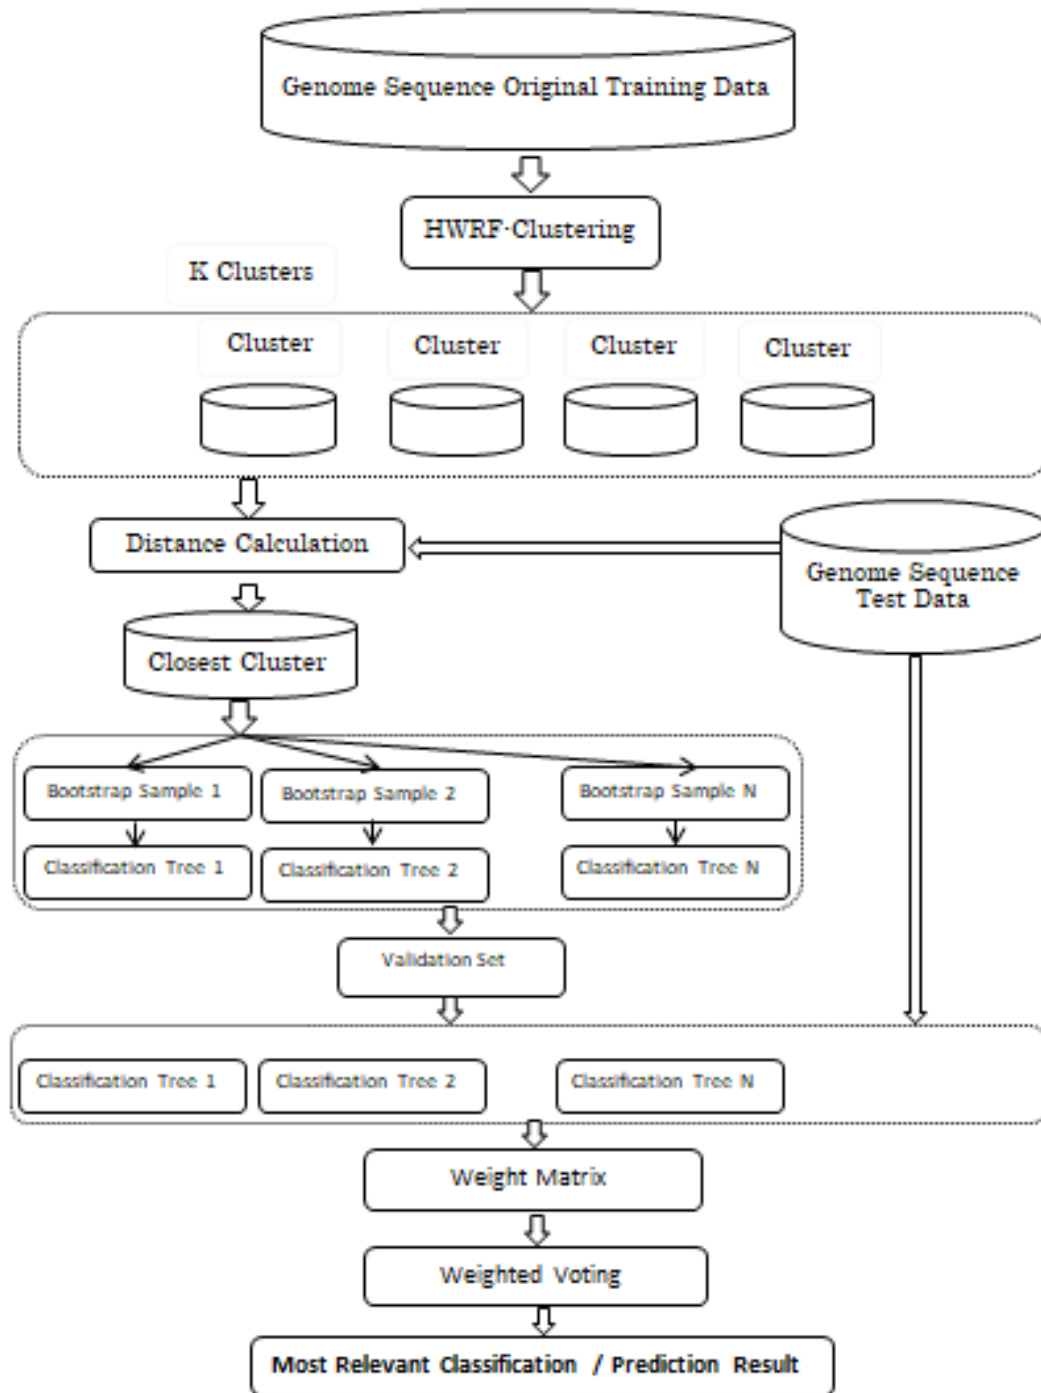 Genome Sequence Original Training Data
HWRF-Clustering
K Clusters
Cluster
Cluster
Cluster
Cluster
Distance Calculation
Genome Sequence
Test Data
Closest Cluster
Bootstrap Sample 1
Bootstrap Sample 2
Bootstrap Sample N
Classification Tree 1
Classification Tree 2
Classification Tree N
Validation Set
Classification Tree 1
Classification Tree 2
Classification Tree N
Weight Matrix
Weighted Voting
Most Relevant Classification / Prediction Result